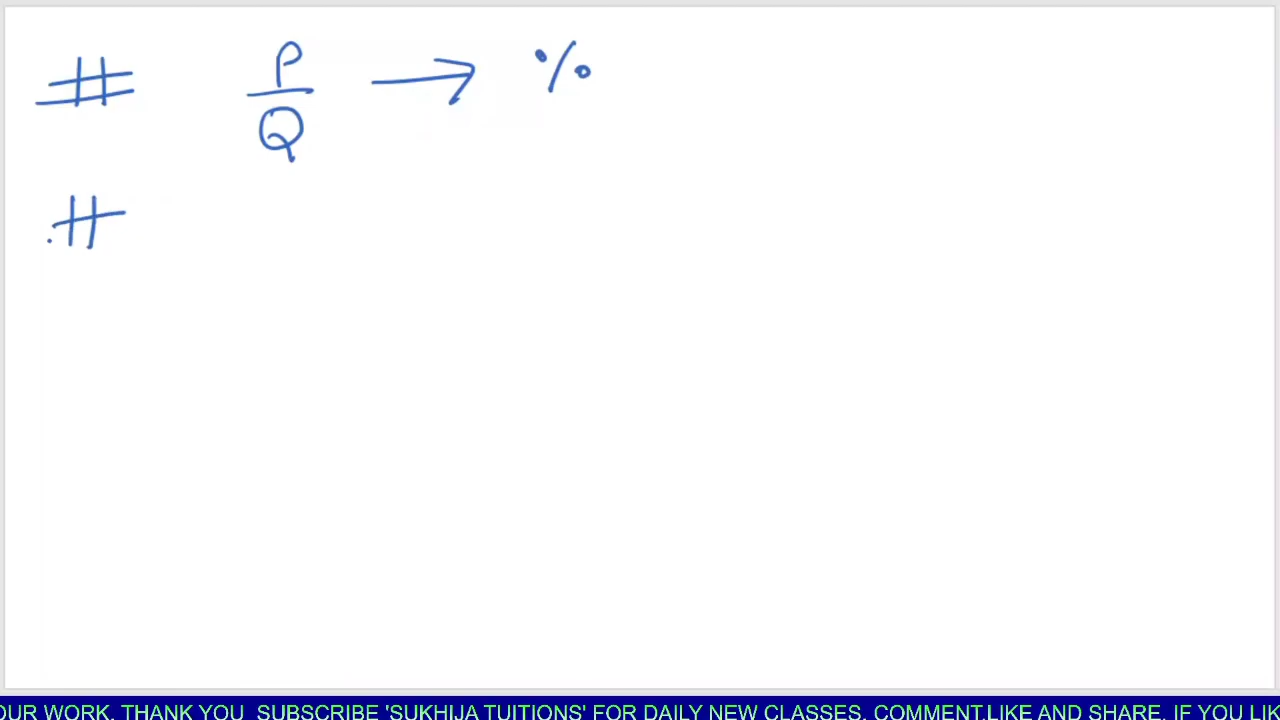 # P/Q → %
#
OUR WORK. THANK YOU SUBSCRIBE 'SUKHIJA TUITIONS' FOR DAILY NEW CLASSES. COMMENT,LIKE AND SHARE, IF YOU LIK